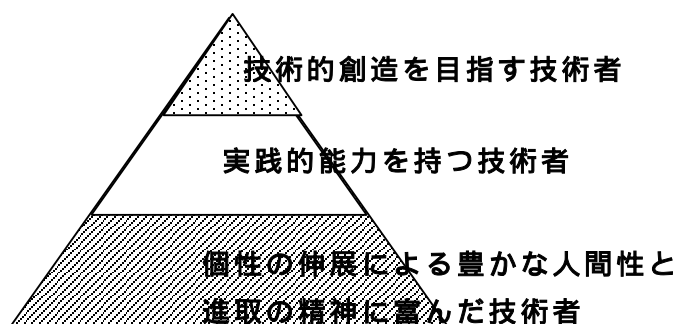 技術的創造を目指す技術者
実践的能力を持つ技術者
個性の伸展による豊かな人間性と
進取の精神に富んだ技術者